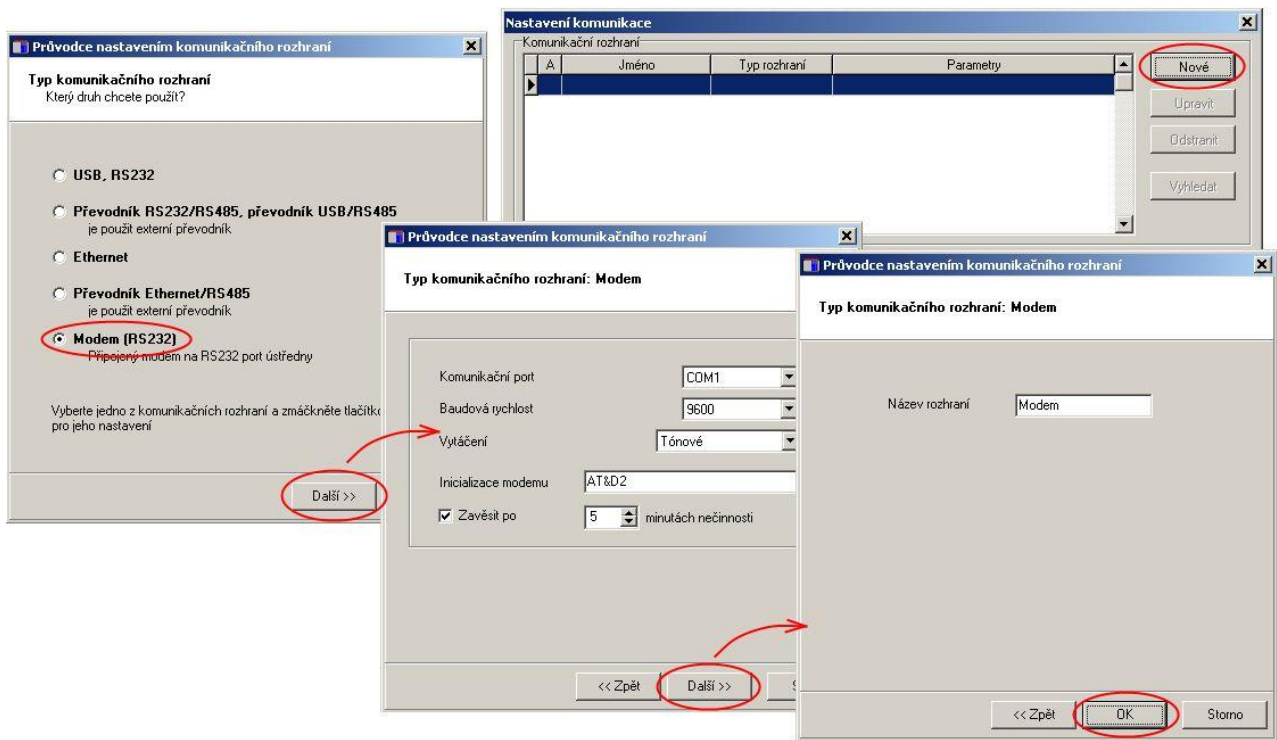 Průvodce nastavením komunikačního rozhraní
Typ komunikačního rozhraní
Který druh chcete použít?
USB, RS232
Převodník RS232/RS485, převodník USB/RS485
je použit externí převodník
Ethernet
Převodník Ethernet/RS485
je použit externí převodník
Modem (RS232)
Připojený modem na RS232 port ústředny
Vyberte jedno z komunikačních rozhraní a zmáčkněte
pro jeho nastavení
Další >>
Nastavení komunikace
Komunikační rozhraní
A Jméno Typ rozhraní Parametry
Nové
Upravit
Odstranit
Vyhledat
Průvodce nastavením komunikačního rozhraní
Typ komunikačního rozhraní: Modem
Komunikační port COM1
Baudová rychlost 9600
Vytáčení Tónové
Inicializace modemu AT&D2
Zavěsit po 5 minutách nečinnosti
<< Zpět Další >>
Průvodce nastavením komunikačního rozhraní
Typ komunikačního rozhraní: Modem
Název rozhraní Modem
<< Zpět OK Storno